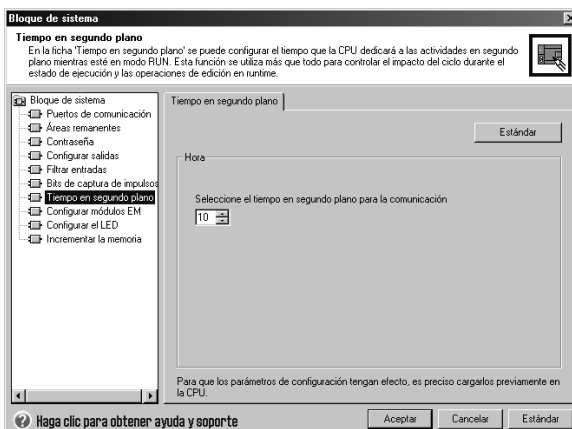 Bloque de sistema
Tiempo en segundo plano
En la ficha 'Tiempo en segundo plano' se puede configurar el tiempo que la CPU dedicará a las actividades en segundo
plano mientras esté en modo RUN. Esta función se utiliza más que todo para controlar el impacto del ciclo durante el
estado de ejecución y las operaciones de edición en runtime.
Bloque de sistema
Puertos de comunicación
Áreas remanentes
Contraseña
Configurar salidas
Filtrar entradas
Bits de captura de impulsos
Tiempo en segundo plano
Configurar módulos EM
Configurar el LED
Incrementar la memoria
Tiempo en segundo plano
Estándar
Hora
Seleccione el tiempo en segundo plano para la comunicación
10
Para que los parámetros de configuración tengan efecto, es preciso cargarlos previamente en
la CPU.
Haga clic para obtener ayuda y soporte
Aceptar
Cancelar
Estándar